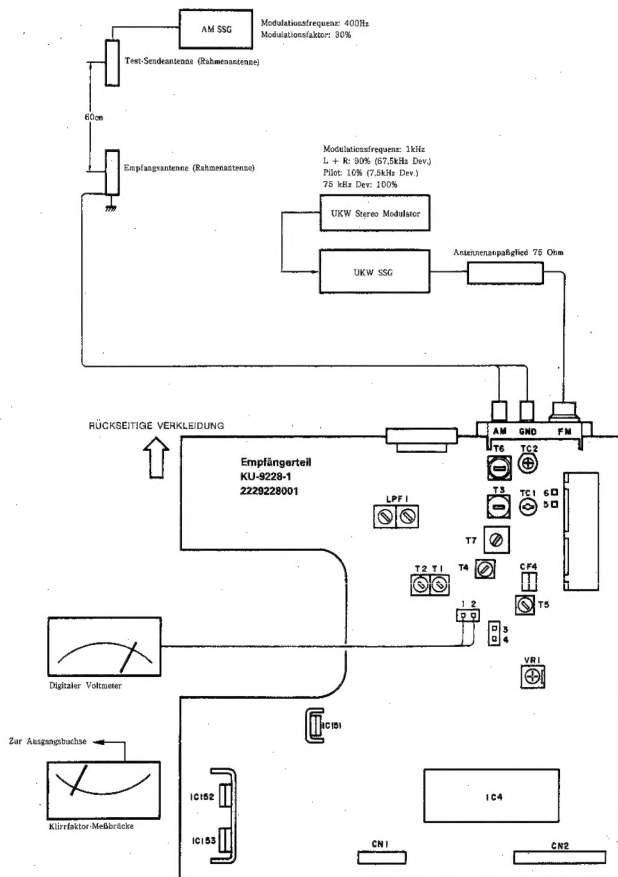 AM SSG
Modulationsfrequenz: 400Hz
Modulationsfaktor: 30%
Test-Sendeantenne (Rahmenantenne)
60cm
Empfangsantenne (Rahmenantenne)
Modulationsfrequenz: 1kHz
L + R: 90% (67,5kHz Dev.)
Pilot: 10% (7,5kHz Dev.)
75 kHz Dev: 100%
UKW Stereo Modulator
UKW SSG
Antennenanpaßglied 75 Ohm
RÜCKSEITIGE VERKLEIDUNG
AM GND FM
Empfängerteil
KU-9228-1
2229228001
T6 TC2
LPF1
T3 TC1
6
5
T7
T2 T1
T4
CF4
T5
1 2
3
4
VR1
Digitaler Voltmeter
IC151
Zur Ausgangsbuchse
Klirrfaktor-Meßbrücke
IC152
IC153
IC4
CN1
CN2